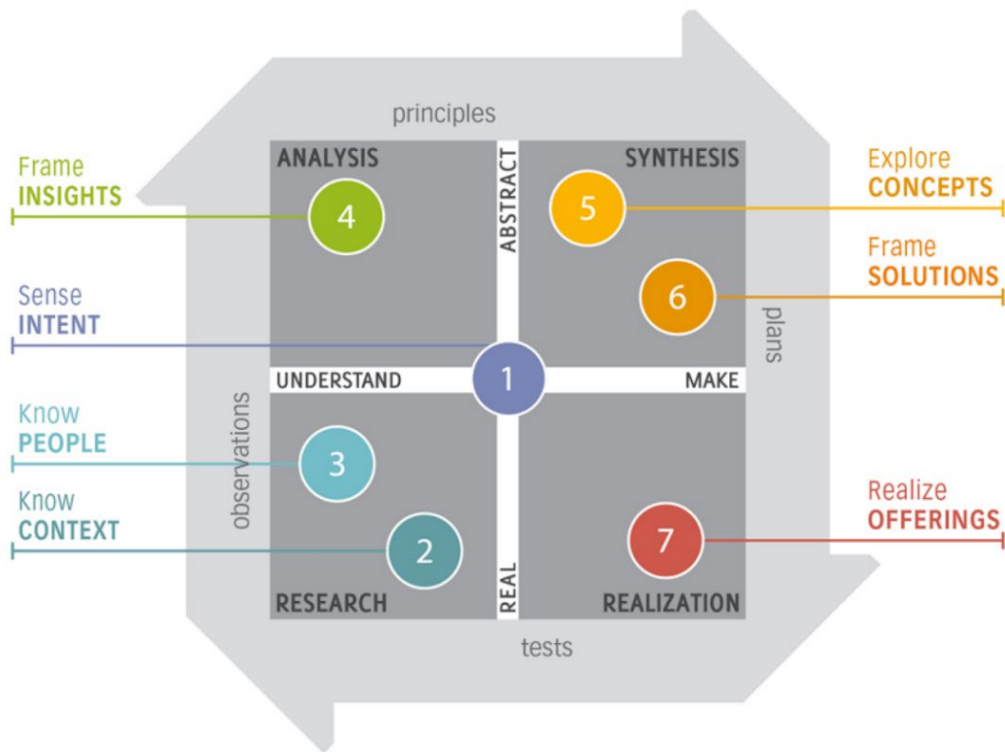 principles
ANALYSIS
SYNTHESIS
ABSTRACT
Frame
INSIGHTS
4
5
Explore
CONCEPTS
Frame
SOLUTIONS
6
Sense
INTENT
plans
UNDERSTAND
1
MAKE
Know
PEOPLE
3
observations
Know
CONTEXT
2
Realize
OFFERINGS
7
RESEARCH
REAL
REALIZATION
tests